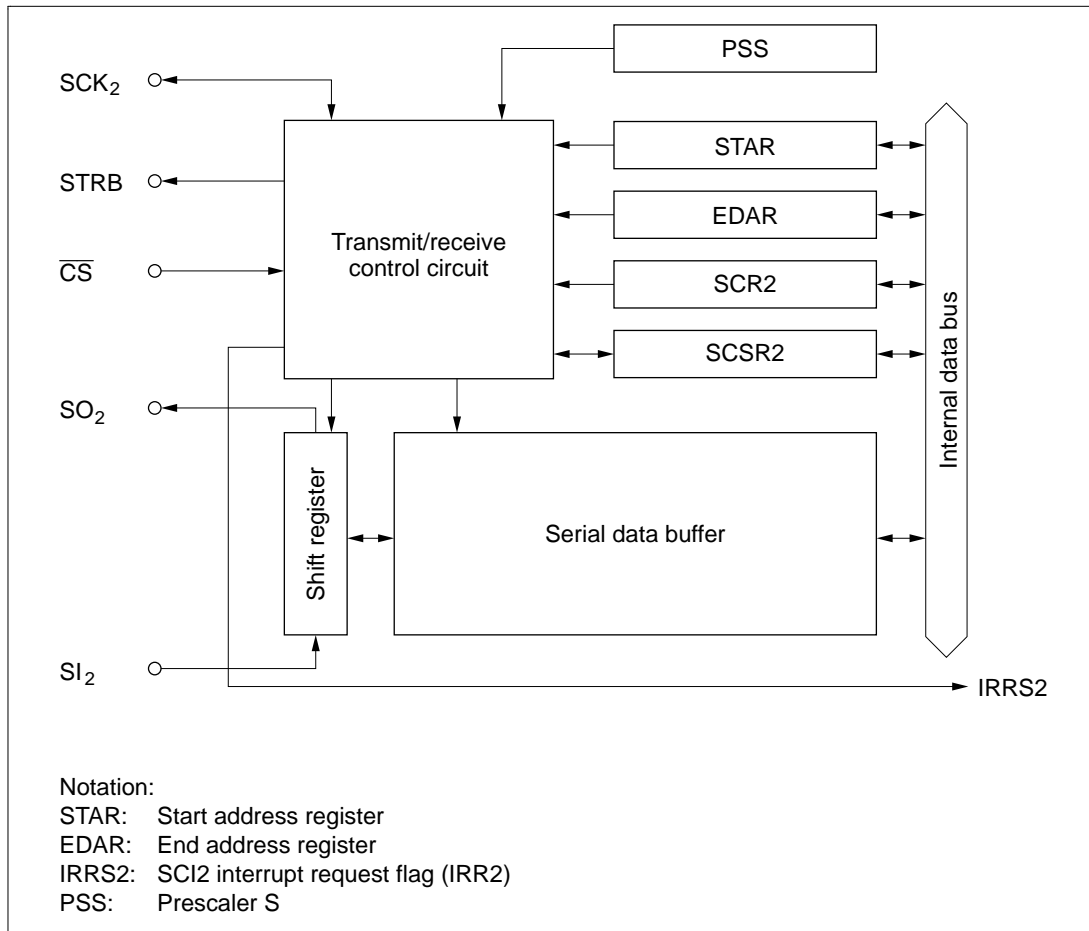 PSS
SCK₂
STAR
STRB
EDAR
Transmit/receive
control circuit
C̅S̅
SCR2
SCSR2
Internal data bus
SO₂
Shift register
Serial data buffer
SI₂
IRRS2
Notation:
STAR: Start address register
EDAR: End address register
IRRS2: SCI2 interrupt request flag (IRR2)
PSS: Prescaler S